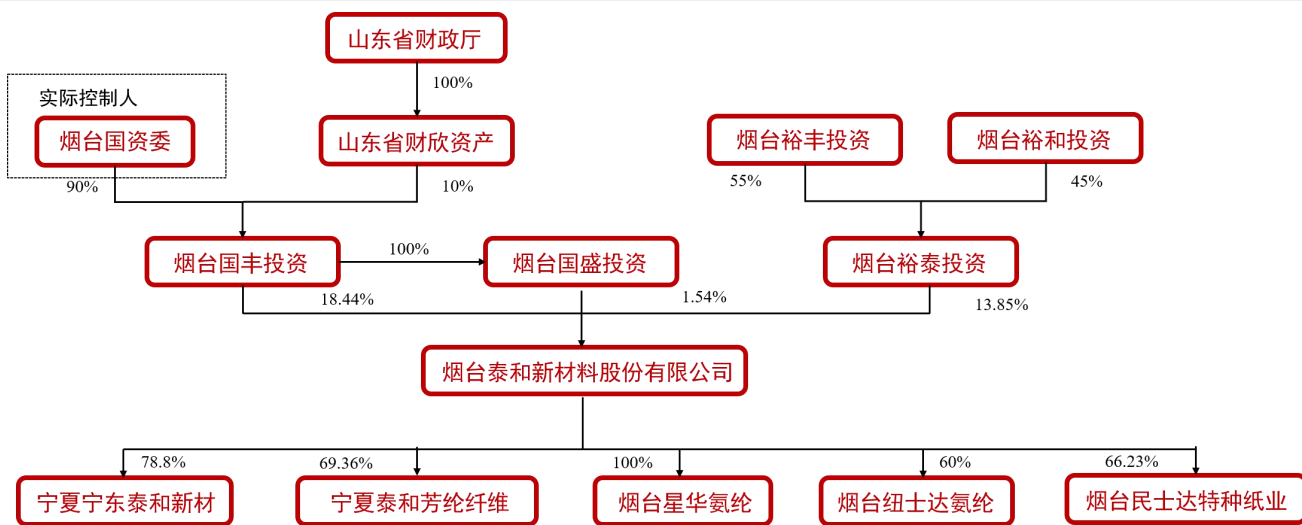 山东省财政厅
100%
实际控制人
烟台国资委
山东省财欣资产
烟台裕丰投资
烟台裕和投资
90%
10%
55%
45%
烟台国丰投资
100%
烟台国盛投资
烟台裕泰投资
18.44%
1.54%
13.85%
烟台泰和新材料股份有限公司
78.8%
69.36%
100%
60%
66.23%
宁夏宁东泰和新材
宁夏泰和芳纶纤维
烟台星华氨纶
烟台纽士达氨纶
烟台民士达特种纸业